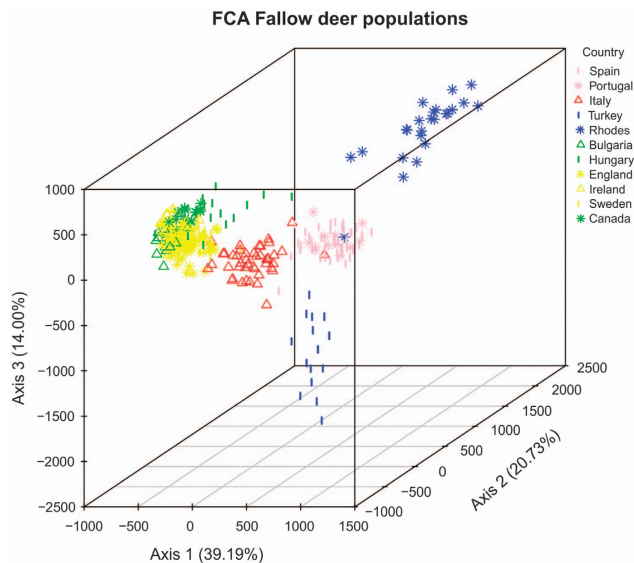 FCA Fallow deer populations
Country
Spain
Portugal
Italy
Turkey
Rhodes
Bulgaria
Hungary
England
Ireland
Sweden
Canada
1000
500
0
−500
−1000
−1500
−2000
−2500
Axis 3 (14.00%)
−1000 −500 0 500 1000 1500
Axis 1 (39.19%)
2500
2000
1500
1000
500
0
−500
−1000
Axis 2 (20.73%)